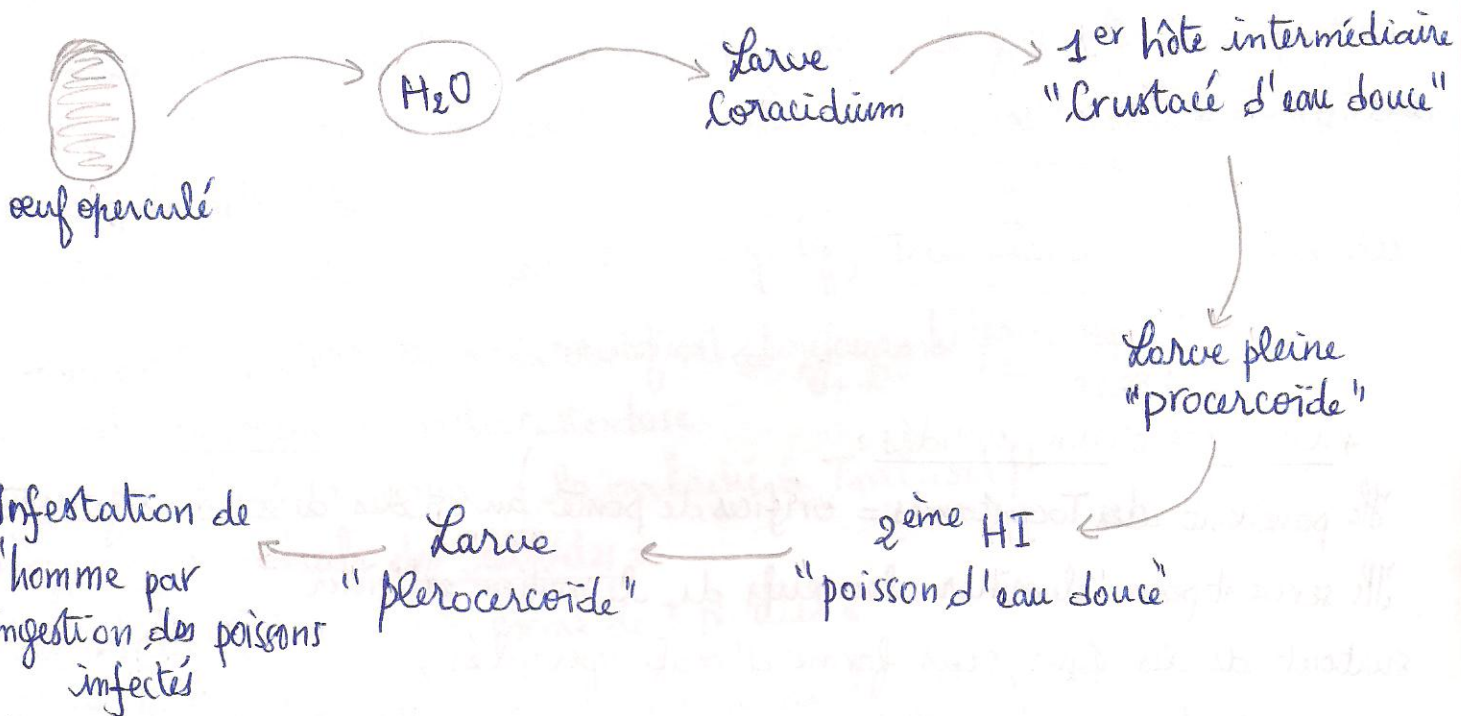 H₂O
Larve
Coracidium
1er hôte intermédiaire
"Crustacé d'eau douce"
œuf operculé
Larve pleine
"procercoïde"
2ème HI
"poisson d'eau douce"
Larve
"plerocercoïde"
Infestation de
l'homme par
ingestion des poissons
infectés